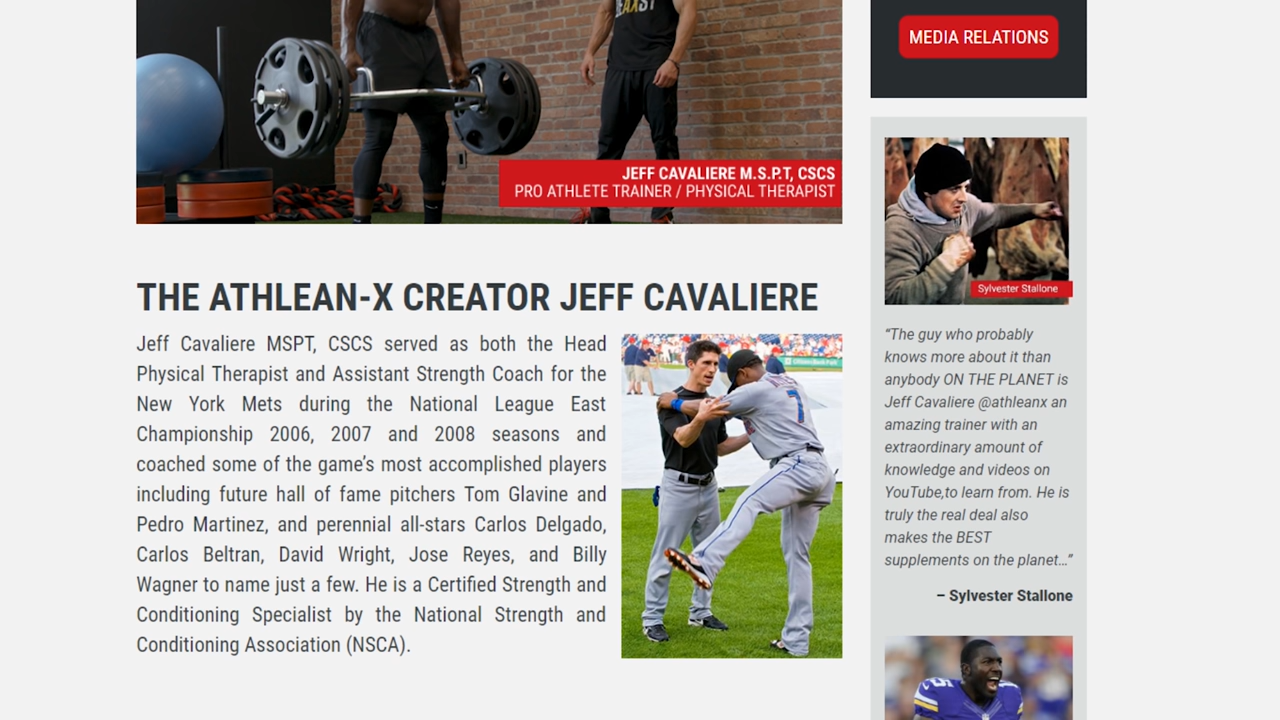 MEDIA RELATIONS
JEFF CAVALIERE M.S.P.T, CSCS
PRO ATHLETE TRAINER / PHYSICAL THERAPIST
THE ATHLEAN-X CREATOR JEFF CAVALIERE
Jeff Cavaliere MSPT, CSCS served as both the Head
Physical Therapist and Assistant Strength Coach for the
New York Mets during the National League East
Championship 2006, 2007 and 2008 seasons and
coached some of the game’s most accomplished players
including future hall of fame pitchers Tom Glavine and
Pedro Martinez, and perennial all-stars Carlos Delgado,
Carlos Beltran, David Wright, Jose Reyes, and Billy
Wagner to name just a few. He is a Certified Strength and
Conditioning Specialist by the National Strength and
Conditioning Association (NSCA).
7
Sylvester Stallone
“The guy who probably
knows more about it than
anybody ON THE PLANET is
Jeff Cavaliere @athleanx an
amazing trainer with an
extraordinary amount of
knowledge and videos on
YouTube,to learn from. He is
truly the real deal also
makes the BEST
supplements on the planet...”
– Sylvester Stallone